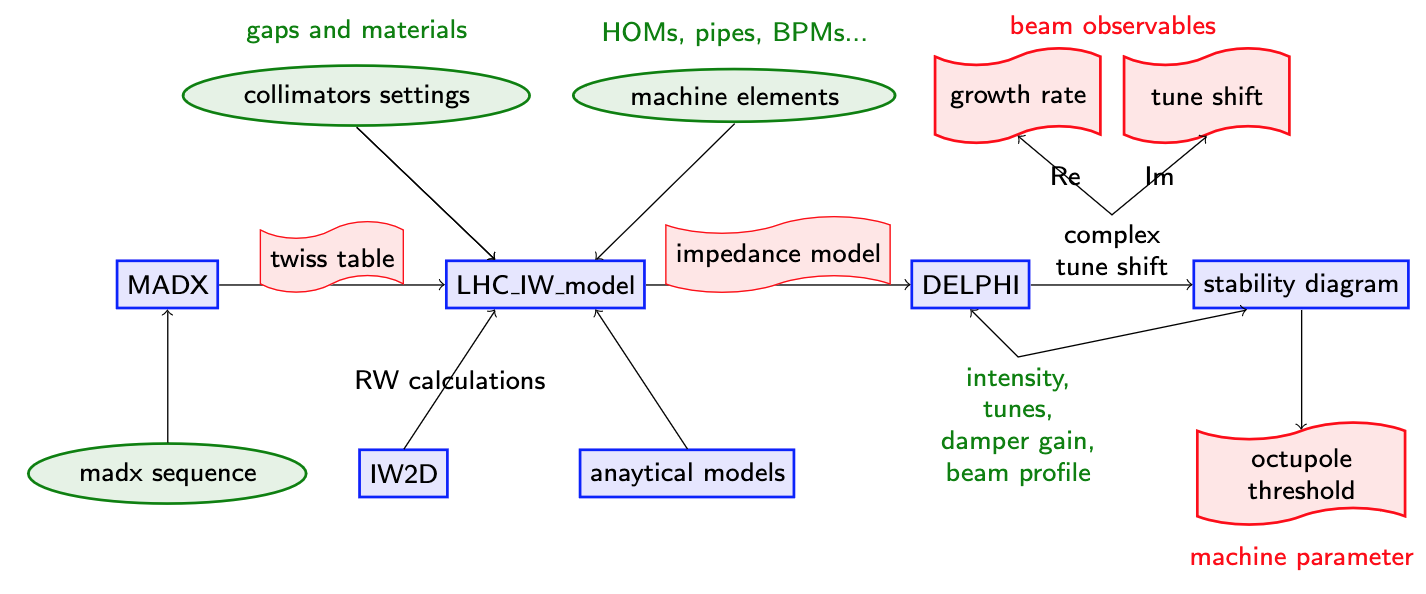 gaps and materials
HOMs, pipes, BPMs...
beam observables
collimators settings
machine elements
growth rate
tune shift
Re
Im
twiss table
impedance model
complex
tune shift
MADX
LHC_IW_model
DELPHI
stability diagram
RW calculations
intensity,
tunes,
damper gain,
beam profile
madx sequence
IW2D
anaytical models
octupole
threshold
machine parameter